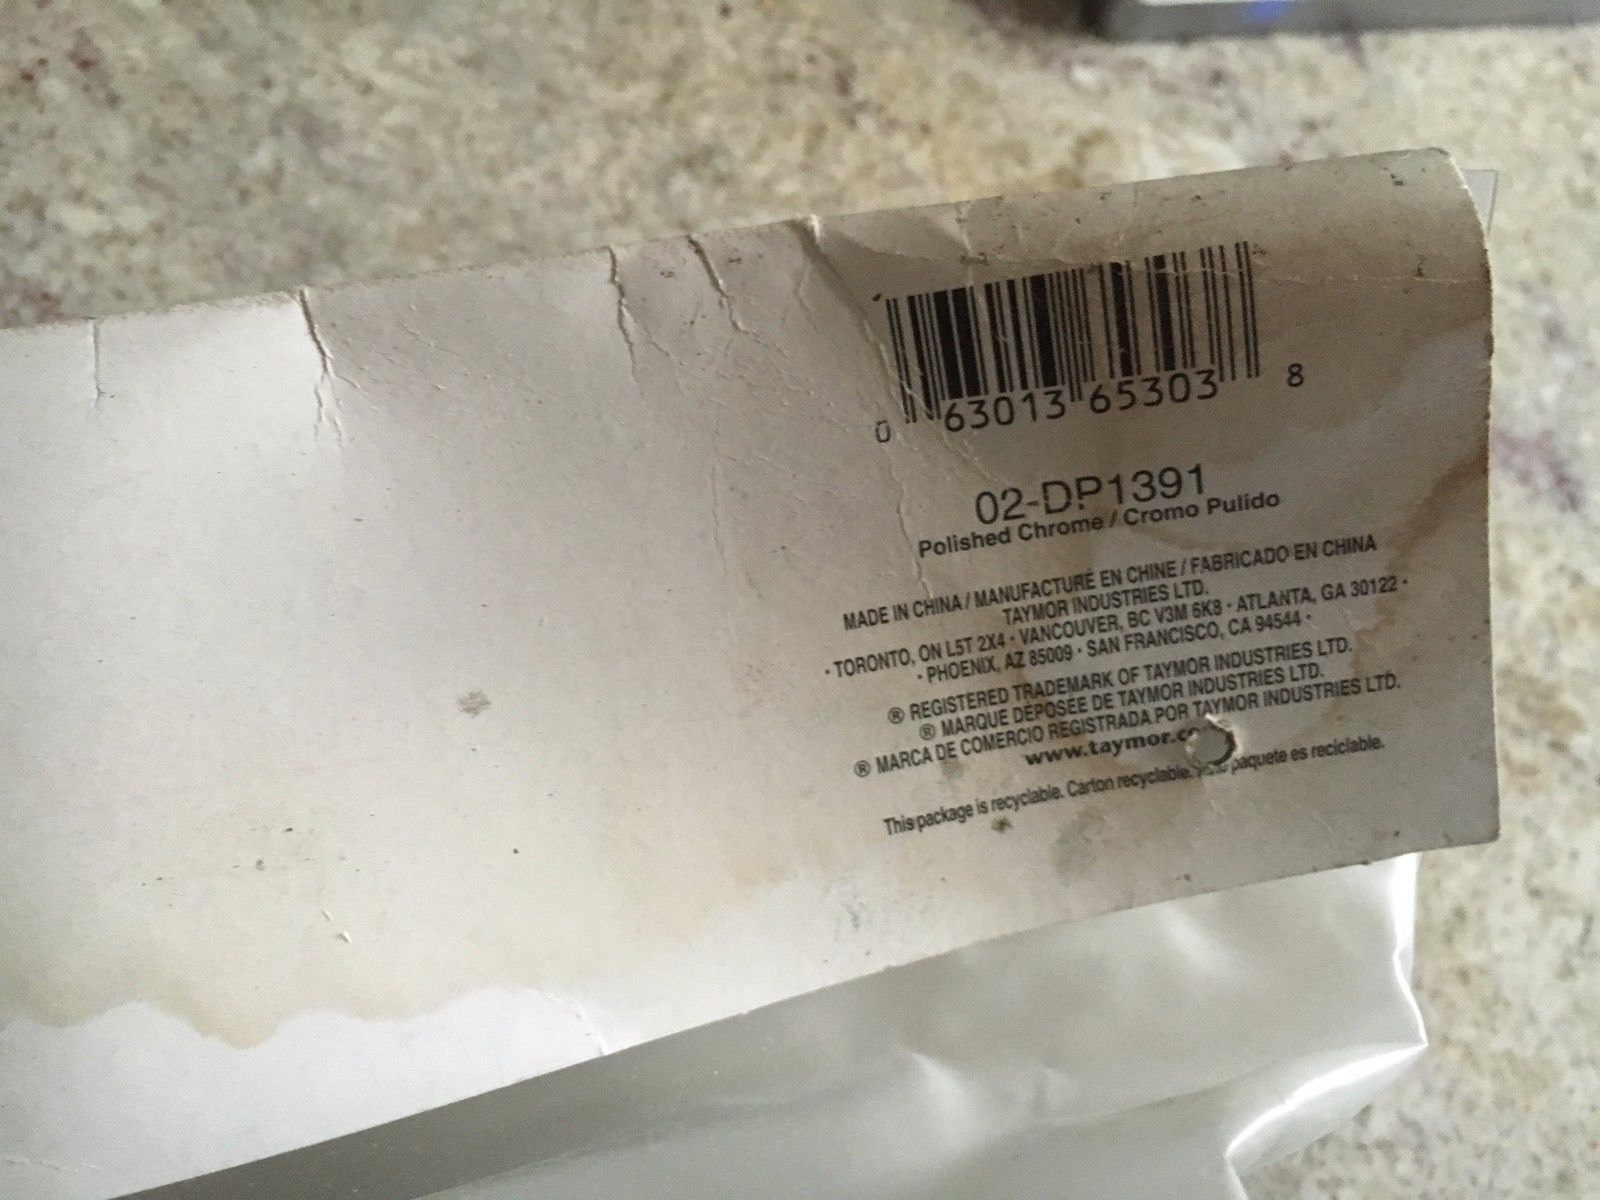 0 63013 65303 8
02-DP1391
Polished Chrome / Cromo Pulido
MADE IN CHINA / MANUFACTURÉ EN CHINE / FABRICADO EN CHINA
TAYMOR INDUSTRIES LTD.
• TORONTO, ON L5T 2X4 • VANCOUVER, BC V3M 6K8 • ATLANTA, GA 30122 •
• PHOENIX, AZ 85009 • SAN FRANCISCO, CA 94544 •
® REGISTERED TRADEMARK OF TAYMOR INDUSTRIES LTD.
® MARQUE DÉPOSÉE DE TAYMOR INDUSTRIES LTD.
® MARCA DE COMERCIO REGISTRADA POR TAYMOR INDUSTRIES LTD.
www.taymor.c
This package is recyclable. Carton recyclable. paquete es reciclable.